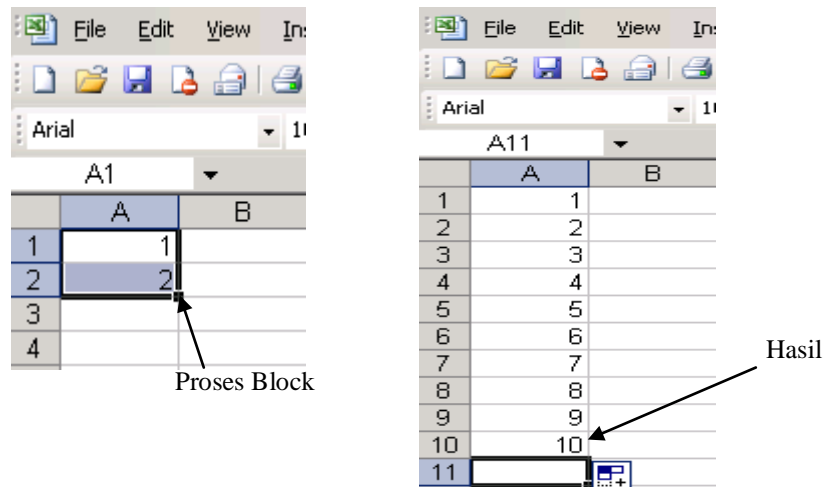 File Edit View In
Arial
A1
A B
1 1
2 2
3
4
Proses Block
File Edit View In
Arial
A11
A B
1 1
2 2
3 3
4 4
5 5
6 6
7 7
8 8
9 9
10 10
11
Hasil